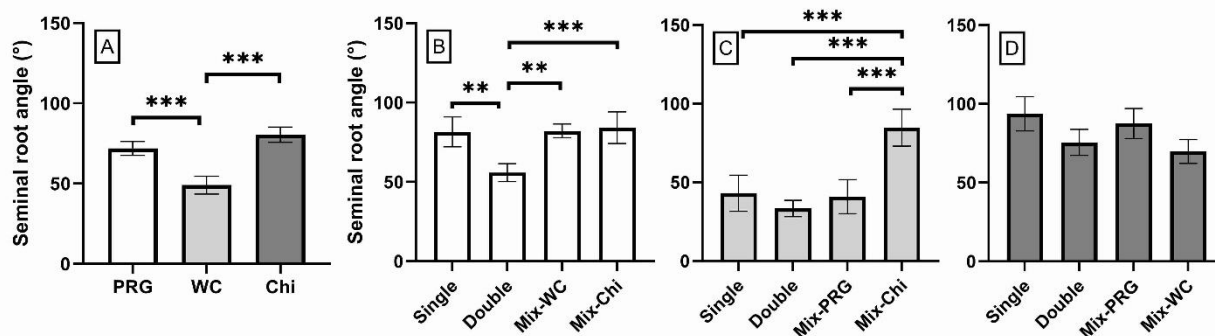 A
Seminal root angle (°)
150
100
50
0
***
***
PRG WC Chi
B
Seminal root angle (°)
150
100
50
0
***
**
**
Single Double Mix-WC Mix-Chi
C
150
100
50
0
***
***
***
Single Double Mix-PRG Mix-Chi
D
150
100
50
0
Single Double Mix-PRG Mix-WC